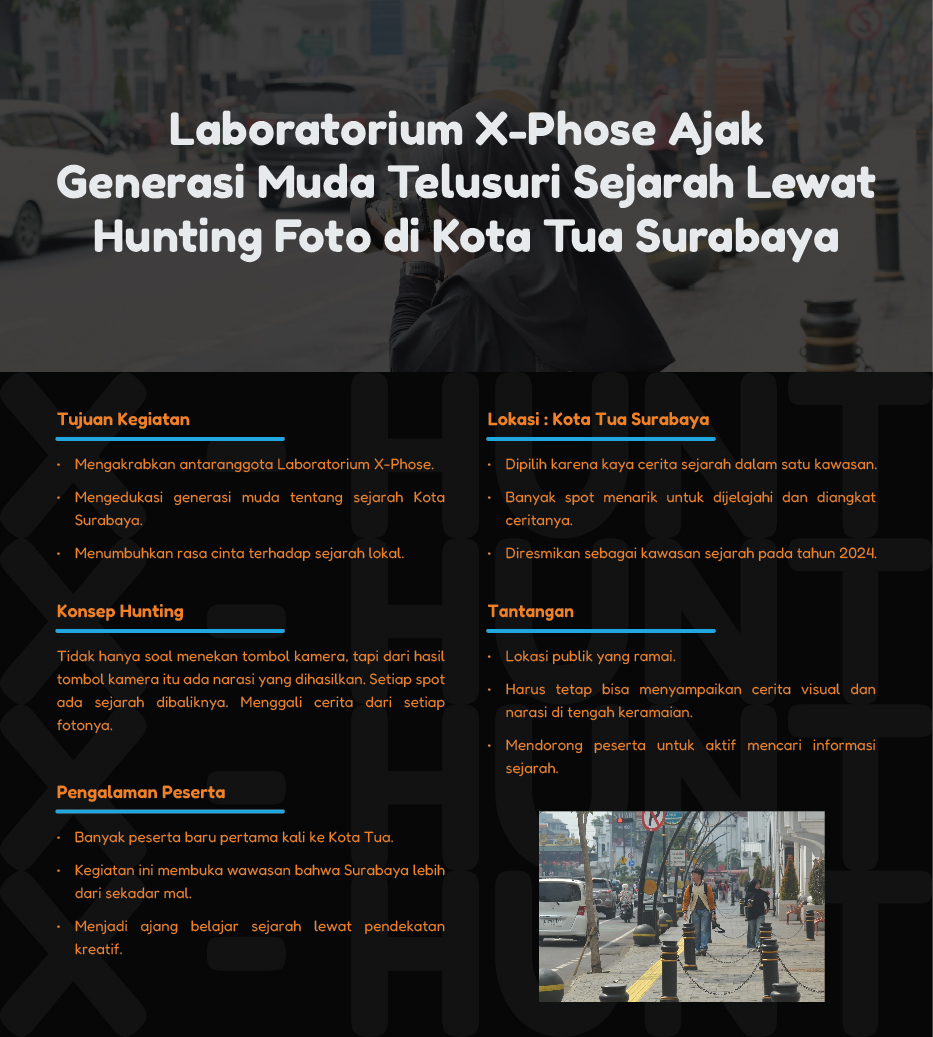 Laboratorium X-Phose Ajak
Generasi Muda Telusuri Sejarah Lewat
Hunting Foto di Kota Tua Surabaya
Tujuan Kegiatan
• Mengakrabkan antaranggota Laboratorium X-Phose.
• Mengedukasi generasi muda tentang sejarah Kota
Surabaya.
• Menumbuhkan rasa cinta terhadap sejarah lokal.
Konsep Hunting
Tidak hanya soal menekan tombol kamera, tapi dari hasil
tombol kamera itu ada narasi yang dihasilkan. Setiap spot
ada sejarah dibaliknya. Menggali cerita dari setiap
fotonya.
Pengalaman Peserta
• Banyak peserta baru pertama kali ke Kota Tua.
• Kegiatan ini membuka wawasan bahwa Surabaya lebih
dari sekadar mal.
• Menjadi ajang belajar sejarah lewat pendekatan
kreatif.
Lokasi : Kota Tua Surabaya
• Dipilih karena kaya cerita sejarah dalam satu kawasan.
• Banyak spot menarik untuk dijelajahi dan diangkat
ceritanya.
• Diresmikan sebagai kawasan sejarah pada tahun 2024.
Tantangan
• Lokasi publik yang ramai.
• Harus tetap bisa menyampaikan cerita visual dan
narasi di tengah keramaian.
• Mendorong peserta untuk aktif mencari informasi
sejarah.
X - HUNT
X - HUNT
X - HUNT
X - HUNT